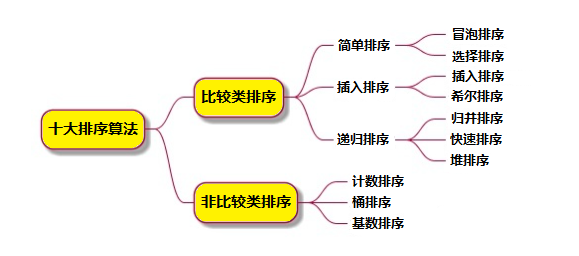 十大排序算法
比较类排序
简单排序
冒泡排序
选择排序
插入排序
插入排序
希尔排序
递归排序
归并排序
快速排序
堆排序
非比较类排序
计数排序
桶排序
基数排序